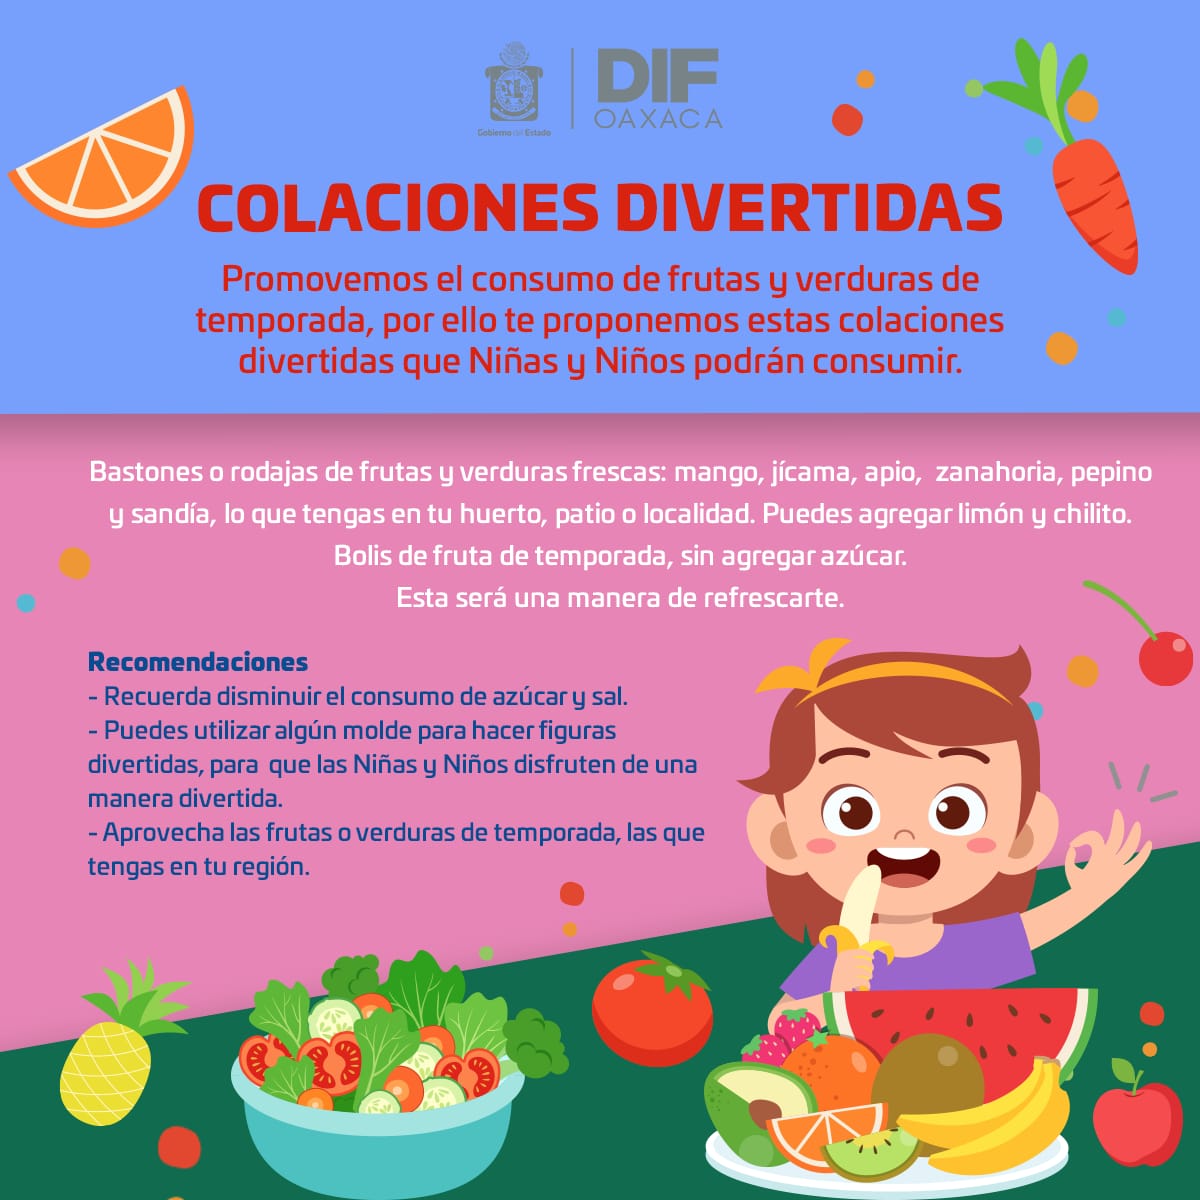 Gobierno del Estado
DIF
OAXACA
COLACIONES DIVERTIDAS
Promovemos el consumo de frutas y verduras de
temporada, por ello te proponemos estas colaciones
divertidas que Niñas y Niños podrán consumir.
Bastones o rodajas de frutas y verduras frescas: mango, jícama, apio,  zanahoria, pepino
y sandía, lo que tengas en tu huerto, patio o localidad. Puedes agregar limón y chilito.
Bolis de fruta de temporada, sin agregar azúcar.
Esta será una manera de refrescarte.
Recomendaciones
- Recuerda disminuir el consumo de azúcar y sal.
- Puedes utilizar algún molde para hacer figuras
divertidas, para  que las Niñas y Niños disfruten de una
manera divertida.
- Aprovecha las frutas o verduras de temporada, las que
tengas en tu región.